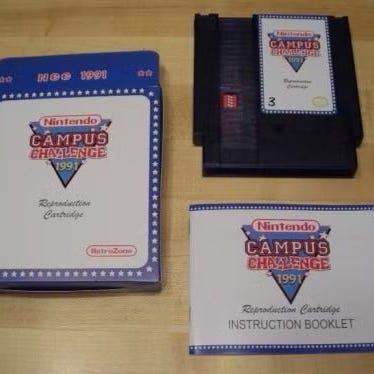 NCC 1991
Nintendo
CAMPUS
CHALLENGE
1991
Reproduction
Cartridge
RetroZone
Nintendo
CAMPUS
CHALLENGE
1991
Reproduction
Cartridge
3
Nintendo
CAMPUS
CHALLENGE
1991
Reproduction Cartridge
INSTRUCTION BOOKLET